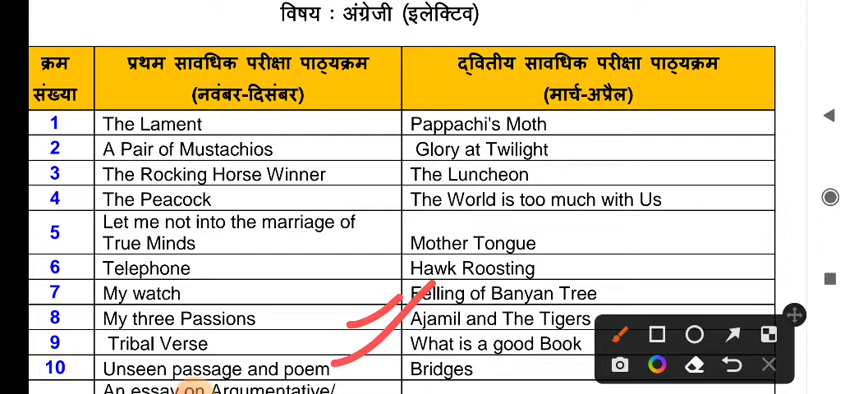 विषय : अंग्रेजी (इलेक्टिव)
क्रम संख्या प्रथम सावधिक परीक्षा पाठ्यक्रम (नवंबर-दिसंबर) द्वितीय सावधिक परीक्षा पाठ्यक्रम (मार्च-अप्रैल)
1 The Lament Pappachi's Moth
2 A Pair of Mustachios Glory at Twilight
3 The Rocking Horse Winner The Luncheon
4 The Peacock The World is too much with Us
5 Let me not into the marriage of True Minds Mother Tongue
6 Telephone Hawk Roosting
7 My watch Felling of Banyan Tree
8 My three Passions Ajamil and The Tigers
9 Tribal Verse What is a good Book
10 Unseen passage and poem Bridges
An essay on Argumentative/